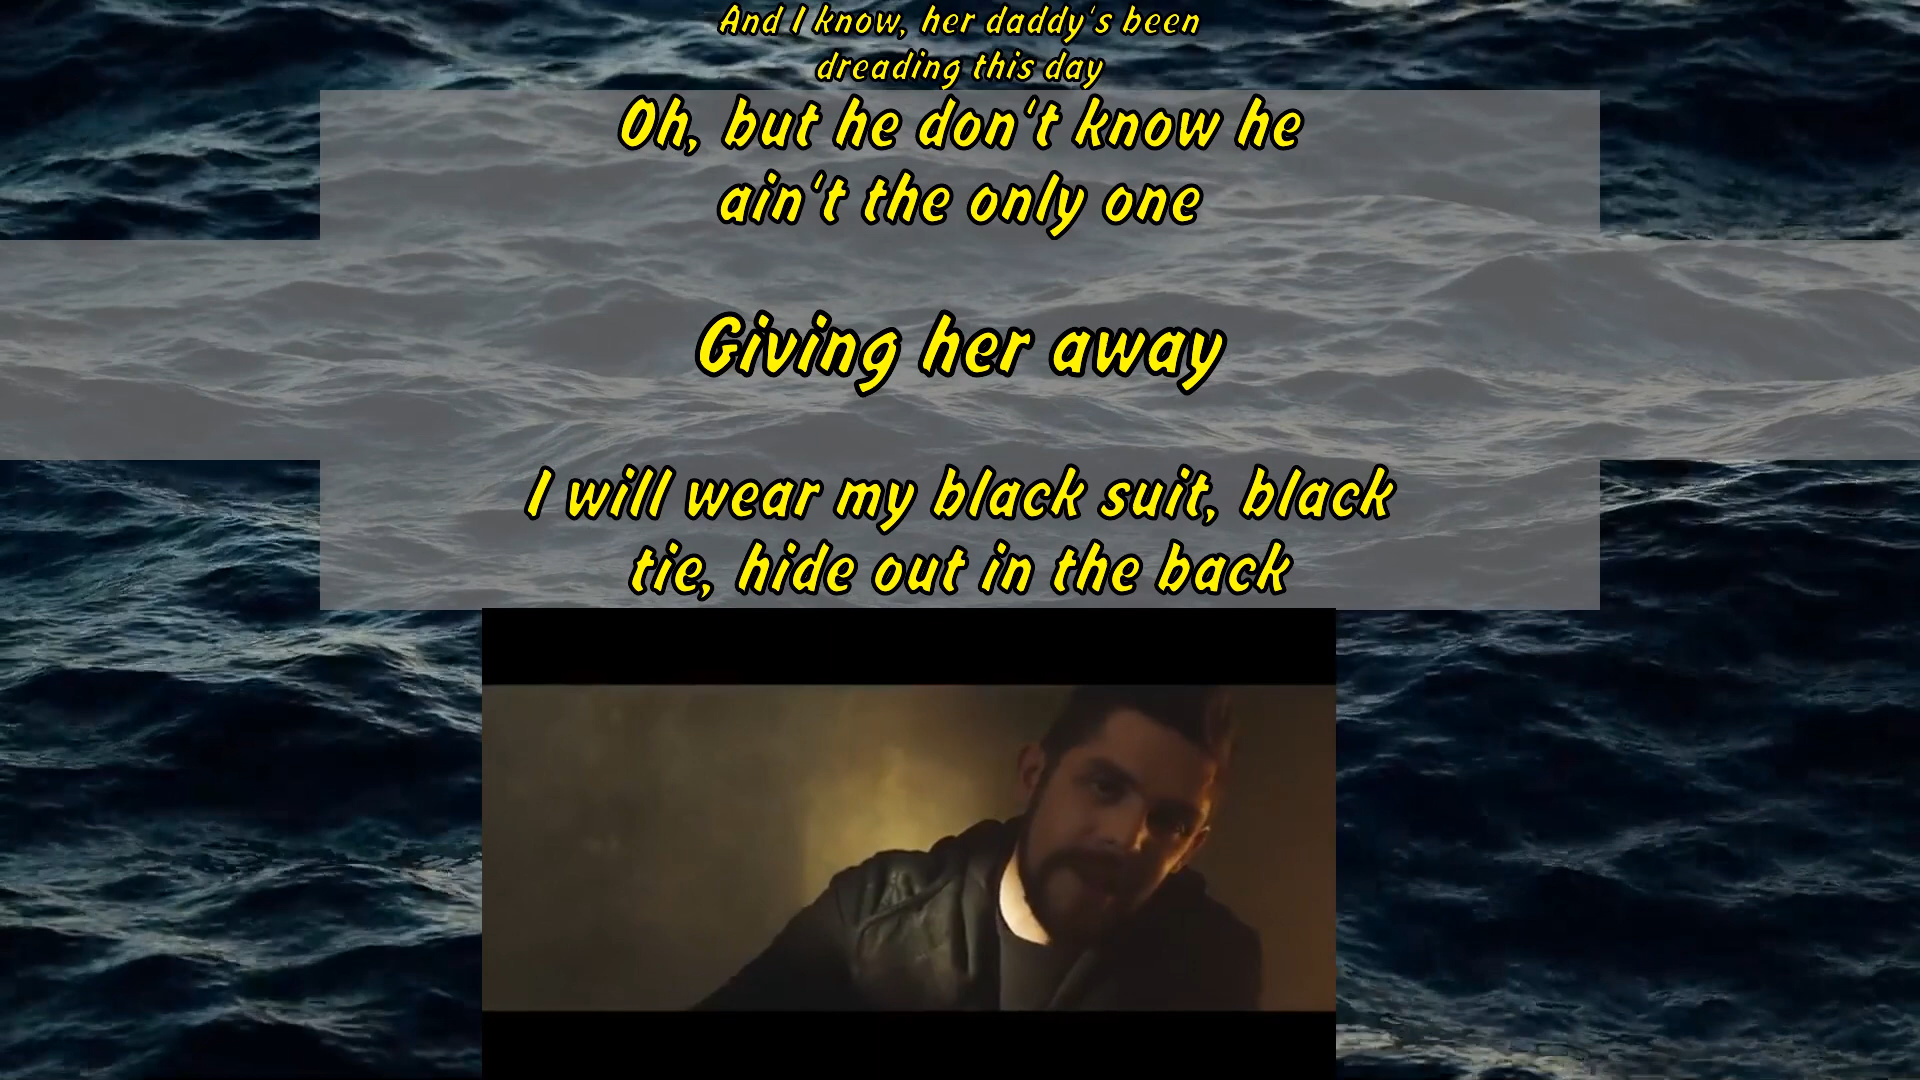 And I know, her daddy's been
dreading this day
Oh, but he don't know he
ain't the only one
Giving her away
I will wear my black suit, black
tie, hide out in the back